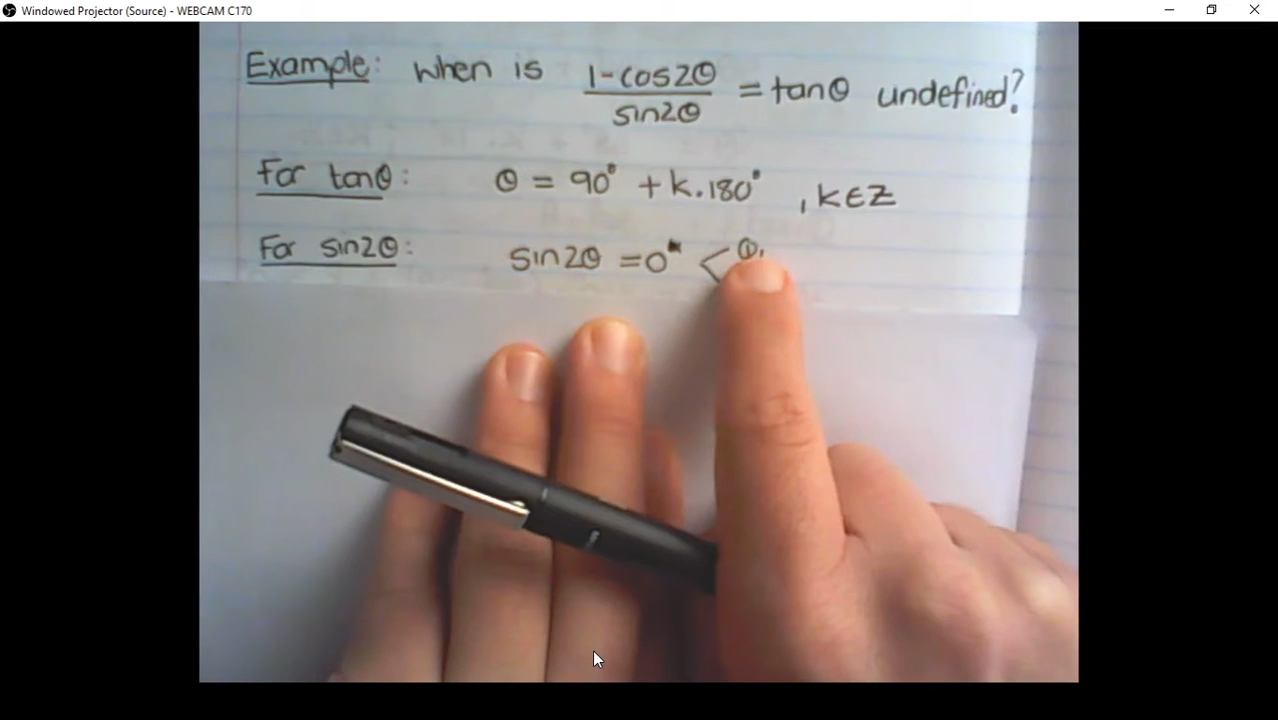 Windowed Projector (Source) - WEBCAM C170
Example: when is (1-cos2θ)/(sin2θ) = tanθ undefined?
For tanθ: θ = 90° + k.180°, k∈Z
For sin2θ: sin2θ = 0* < ①